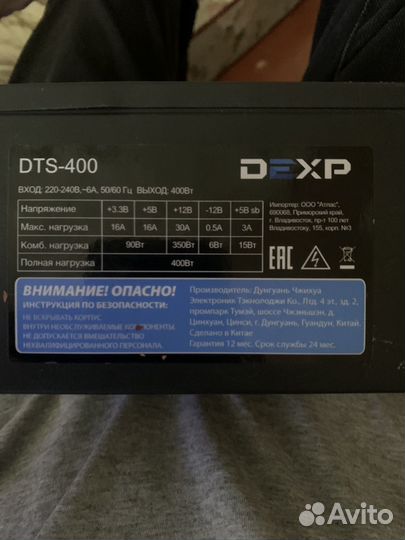 DTS-400
DEXP
ВХОД: 220-240В,~6А, 50/60 Гц ВЫХОД: 400Вт
Напряжение +3.3В +5В +12В -12В +5В sb
Макс. нагрузка 16А 16А 30А 0.5А 3А
Комб. нагрузка 90Вт 350Вт 6Вт 15Вт
Полная нагрузка 400Вт
Импортер: ООО "Атлас",
690068, Приморский край,
г. Владивосток, пр-т 100 лет
Владивостоку, 155, корп. №3
ЕАС
ВНИМАНИЕ! ОПАСНО!
ИНСТРУКЦИЯ ПО БЕЗОПАСНОСТИ:
НЕ ВСКРЫВАТЬ КОРПУС
ВНУТРИ НЕОБСЛУЖИВАЕМЫЕ КОМПОНЕНТЫ.
НЕ ДОПУСКАЕТСЯ ВМЕШАТЕЛЬСТВО
НЕКВАЛИФИЦИРОВАННОГО ПЕРСОНАЛА.
Производитель: Дунгуань Чжихуа
Электроник Тэкнолоджи Ко., Лтд. 4 эт., зд. 2,
промпарк Тумэй, шоссе Чжэньшэн, д.
Цинхуан, Цинси, г. Дунгуань, Гуандун, Китай.
Сделано в Китае
Гарантия 12 мес. Срок службы 24 мес.
Avito